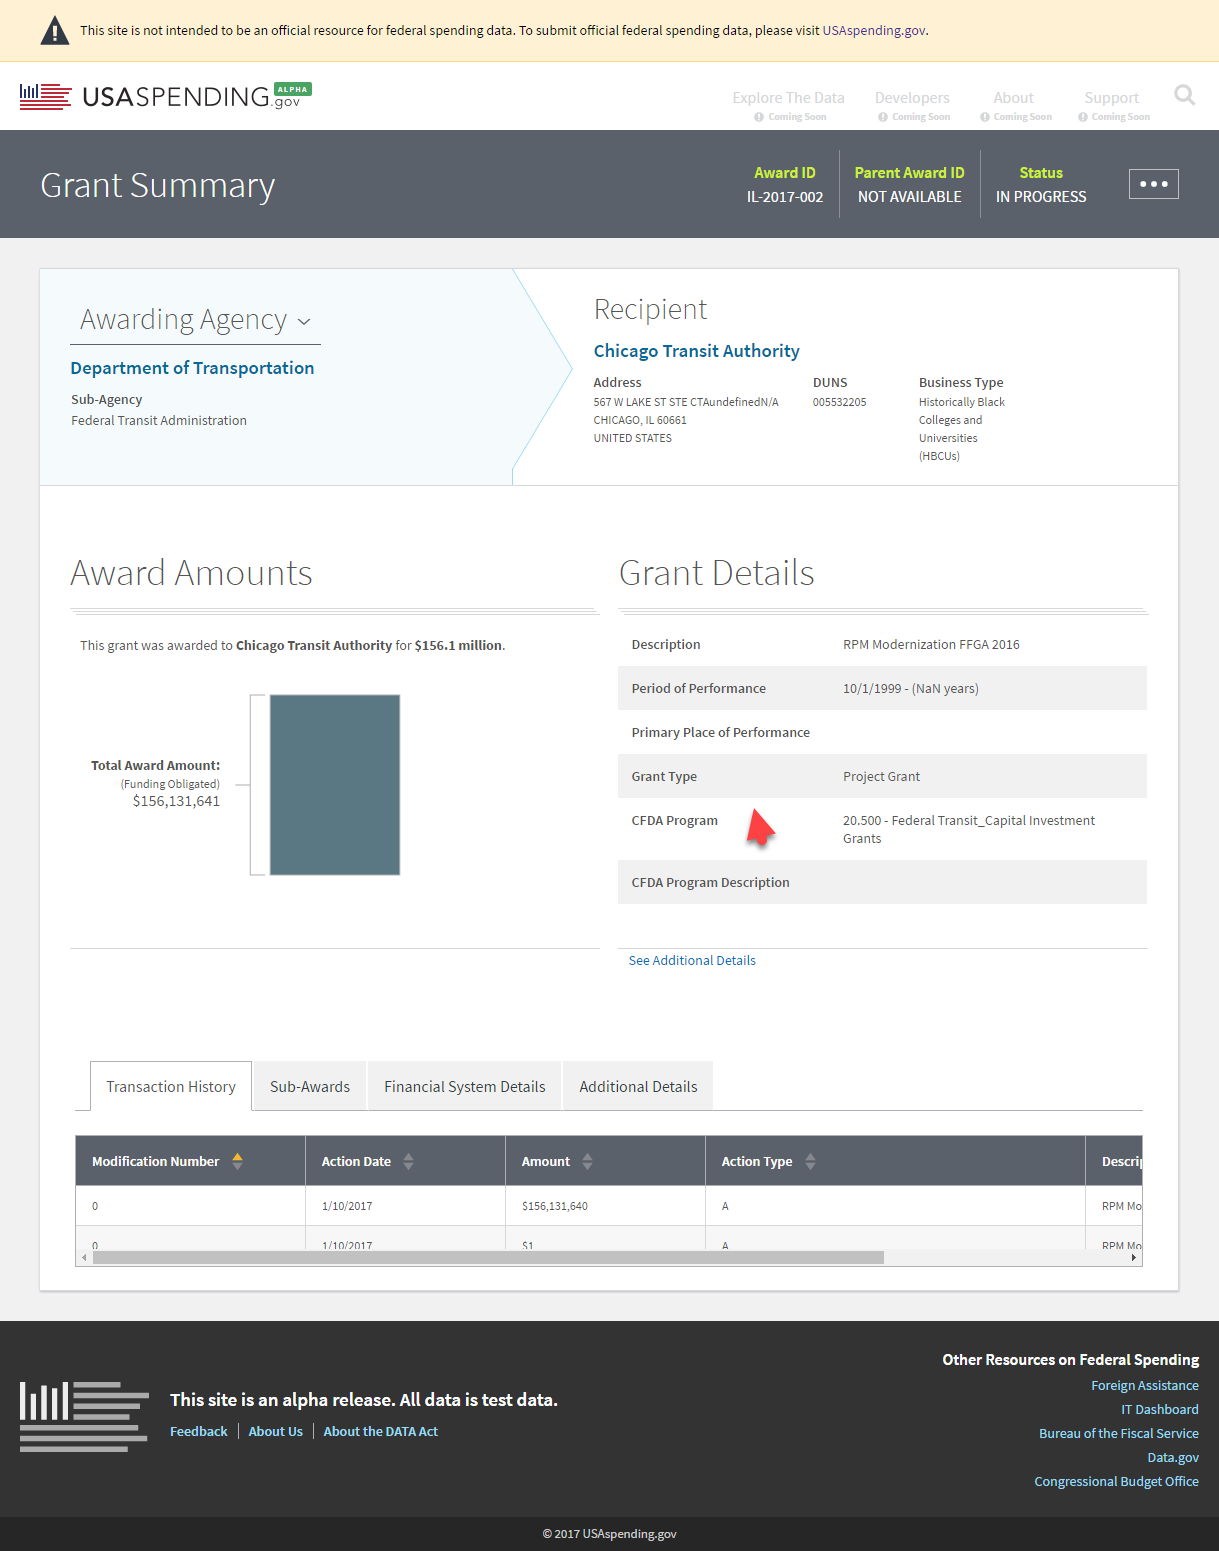 This site is not intended to be an official resource for federal spending data. To submit official federal spending data, please visit USAspending.gov.
USASPENDING.gov ALPHA
Explore The Data
Coming Soon
Developers
Coming Soon
About
Coming Soon
Support
Coming Soon
Grant Summary
Award ID
IL-2017-002
Parent Award ID
NOT AVAILABLE
Status
IN PROGRESS
Awarding Agency
Department of Transportation
Sub-Agency
Federal Transit Administration
Recipient
Chicago Transit Authority
Address
567 W LAKE ST STE CTAundefinedN/A
CHICAGO, IL 60661
UNITED STATES
DUNS
005532205
Business Type
Historically Black
Colleges and
Universities
(HBCUs)
Award Amounts
This grant was awarded to Chicago Transit Authority for $156.1 million.
Total Award Amount:
(Funding Obligated)
$156,131,641
Grant Details
Description RPM Modernization FFGA 2016
Period of Performance 10/1/1999 - (NaN years)
Primary Place of Performance
Grant Type Project Grant
CFDA Program 20.500 - Federal Transit_Capital Investment
Grants
CFDA Program Description
See Additional Details
Transaction History Sub-Awards Financial System Details Additional Details
Modification Number Action Date Amount Action Type Descrip
0 1/10/2017 $156,131,640 A RPM Mo
0 1/10/2017 $1 A RPM Mo
This site is an alpha release. All data is test data.
Feedback About Us About the DATA Act
Other Resources on Federal Spending
Foreign Assistance
IT Dashboard
Bureau of the Fiscal Service
Data.gov
Congressional Budget Office
© 2017 USAspending.gov